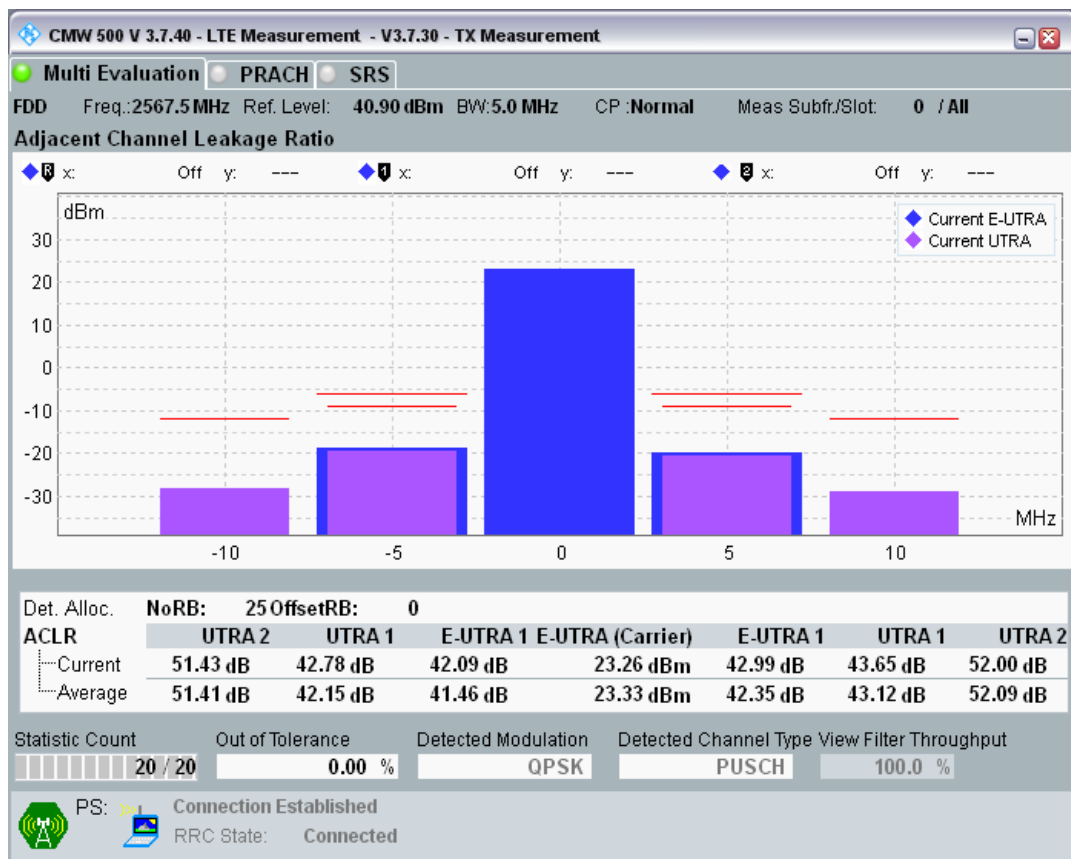 CMW 500 V 3.7.40 - LTE Measurement - V3.7.30 - TX Measurement
Multi Evaluation PRACH SRS
FDD Freq.:2567.5 MHz Ref. Level: 40.90 dBm BW:5.0 MHz CP :Normal Meas Subfr./Slot: 0 / All
Adjacent Channel Leakage Ratio
R x: Off y: --- 1 x: Off y: --- 2 x: Off y: ---
dBm
Current E-UTRA
Current UTRA
30
20
10
0
-10
-20
-30
MHz
-10 -5 0 5 10
Det. Alloc. NoRB: 25 OffsetRB: 0
ACLR UTRA 2 UTRA 1 E-UTRA 1 E-UTRA (Carrier) E-UTRA 1 UTRA 1 UTRA 2
Current 51.43 dB 42.78 dB 42.09 dB 23.26 dBm 42.99 dB 43.65 dB 52.00 dB
Average 51.41 dB 42.15 dB 41.46 dB 23.33 dBm 42.35 dB 43.12 dB 52.09 dB
Statistic Count Out of Tolerance Detected Modulation Detected Channel Type View Filter Throughput
20 / 20 0.00 % QPSK PUSCH 100.0 %
PS: Connection Established
RRC State: Connected